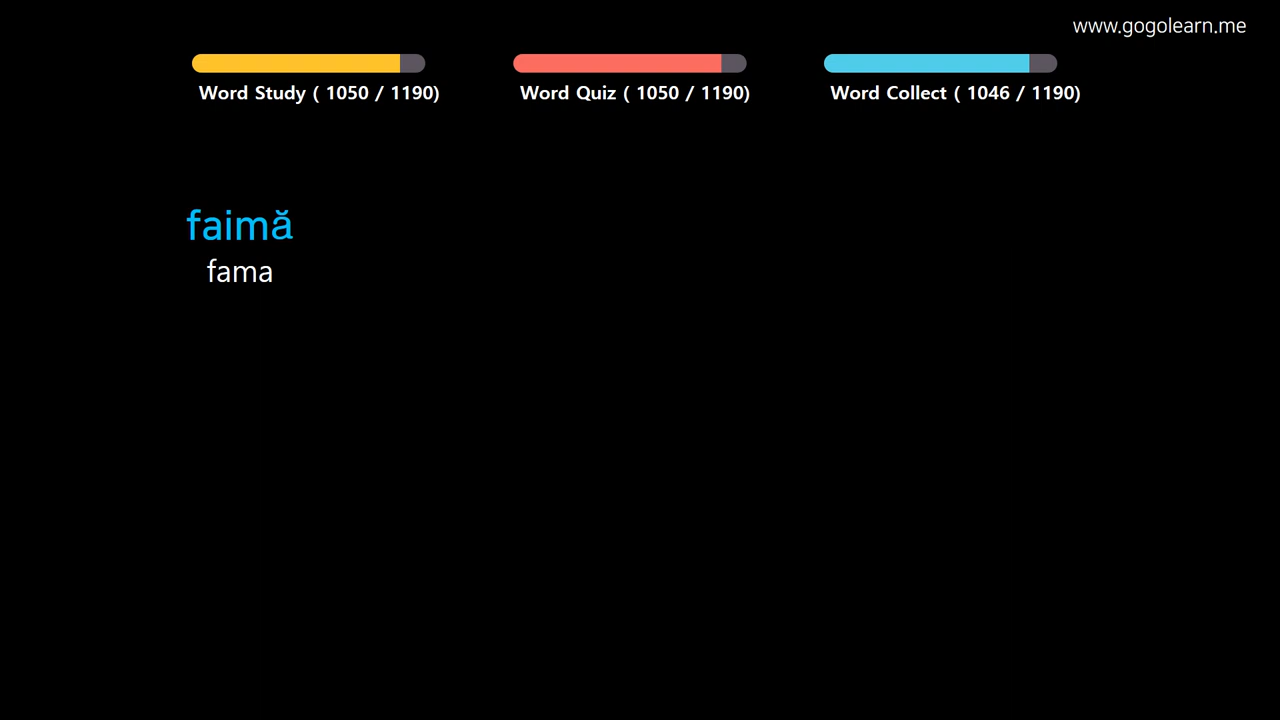 www.gogolearn.me
Word Study ( 1050 / 1190)
Word Quiz ( 1050 / 1190)
Word Collect ( 1046 / 1190)
faimă
fama